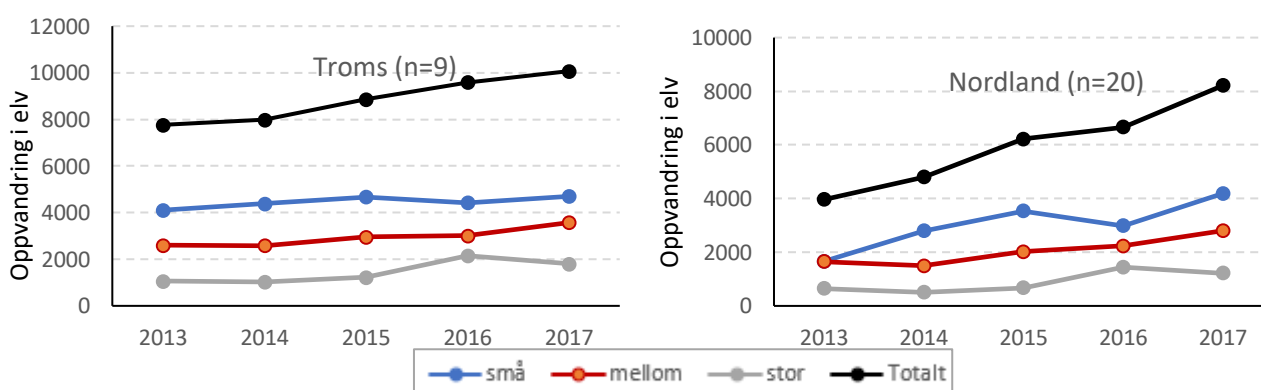 Troms (n=9)
Oppvandring i elv
12000
10000
8000
6000
4000
2000
0
2013 2014 2015 2016 2017
Nordland (n=20)
Oppvandring i elv
10000
8000
6000
4000
2000
0
2013 2014 2015 2016 2017
små mellom stor Totalt